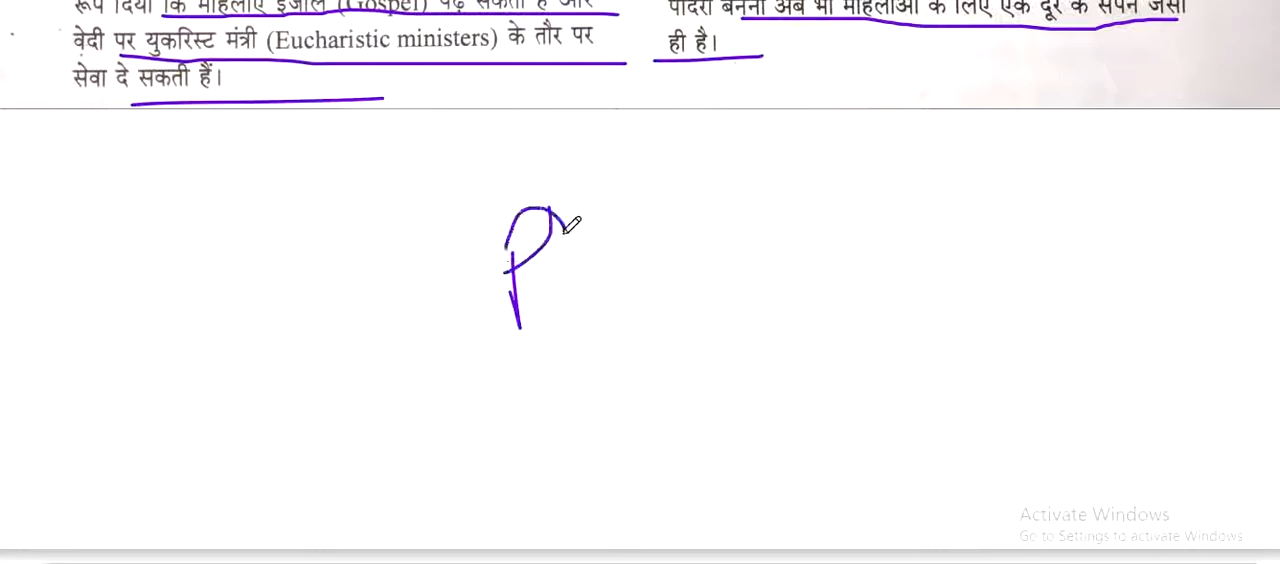 रूप दिया कि महिलाएं इंजील (Gospel) पढ़ सकती हैं और
वेदी पर युकरिस्ट मंत्री (Eucharistic ministers) के तौर पर
सेवा दे सकती हैं।
पादरी बनना अब भी महिलाओं के लिए एक दूर के सपने जैसा
ही है।
P
Activate Windows
Go to Settings to activate Windows